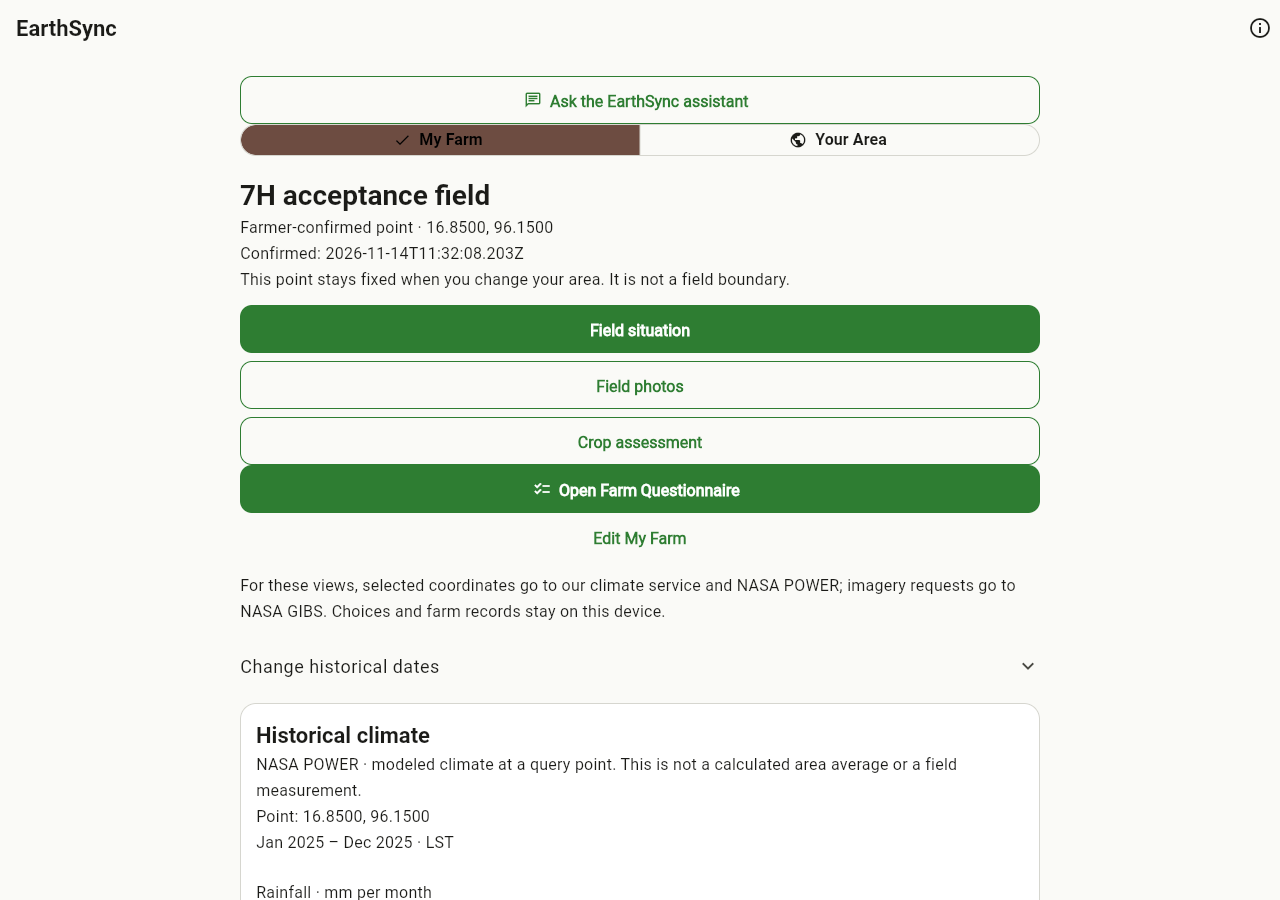 EarthSync
Ask the EarthSync assistant
My Farm
Your Area
7H acceptance field
Farmer-confirmed point · 16.8500, 96.1500
Confirmed: 2026-11-14T11:32:08.203Z
This point stays fixed when you change your area. It is not a field boundary.
Field situation
Field photos
Crop assessment
Open Farm Questionnaire
Edit My Farm
For these views, selected coordinates go to our climate service and NASA POWER; imagery requests go to
NASA GIBS. Choices and farm records stay on this device.
Change historical dates
Historical climate
NASA POWER · modeled climate at a query point. This is not a calculated area average or a field
measurement.
Point: 16.8500, 96.1500
Jan 2025 – Dec 2025 · LST
Rainfall · mm per month